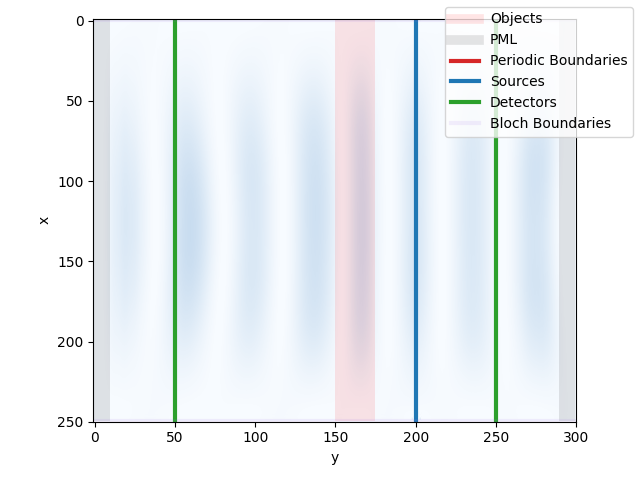 Objects
PML
Periodic Boundaries
Sources
Detectors
Bloch Boundaries
0
50
100
150
200
250
x
0 50 100 150 200 250 300
y